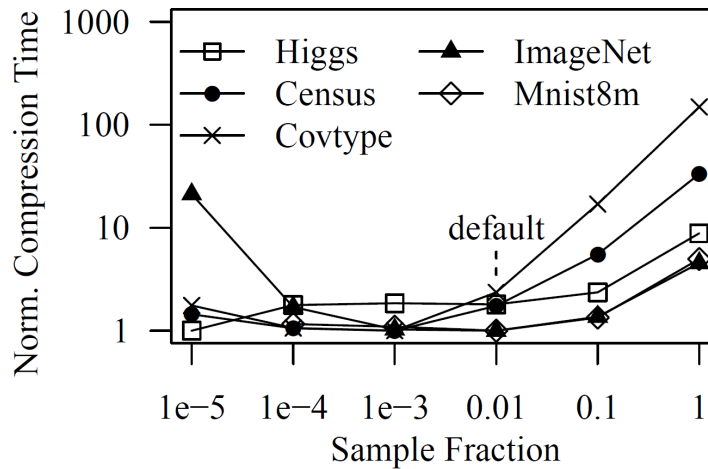 Norm. Compression Time
1000
100
10
1
Higgs
Census
Covtype
ImageNet
Mnist8m
default
1e−5 1e−4 1e−3 0.01 0.1 1
Sample Fraction